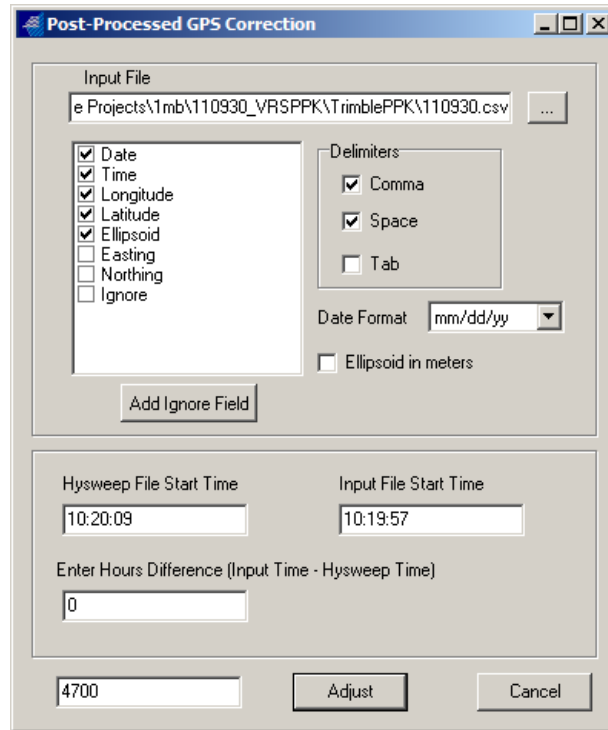 Post-Processed GPS Correction
Input File
e Projects\1mb\110930_VRSPPK\TrimblePPK\110930.csv
...
Date
Time
Longitude
Latitude
Ellipsoid
Easting
Northing
Ignore
Delimiters
Comma
Space
Tab
Date Format mm/dd/yy
Ellipsoid in meters
Add Ignore Field
Hysweep File Start Time Input File Start Time
10:20:09 10:19:57
Enter Hours Difference (Input Time - Hysweep Time)
0
4700 Adjust Cancel